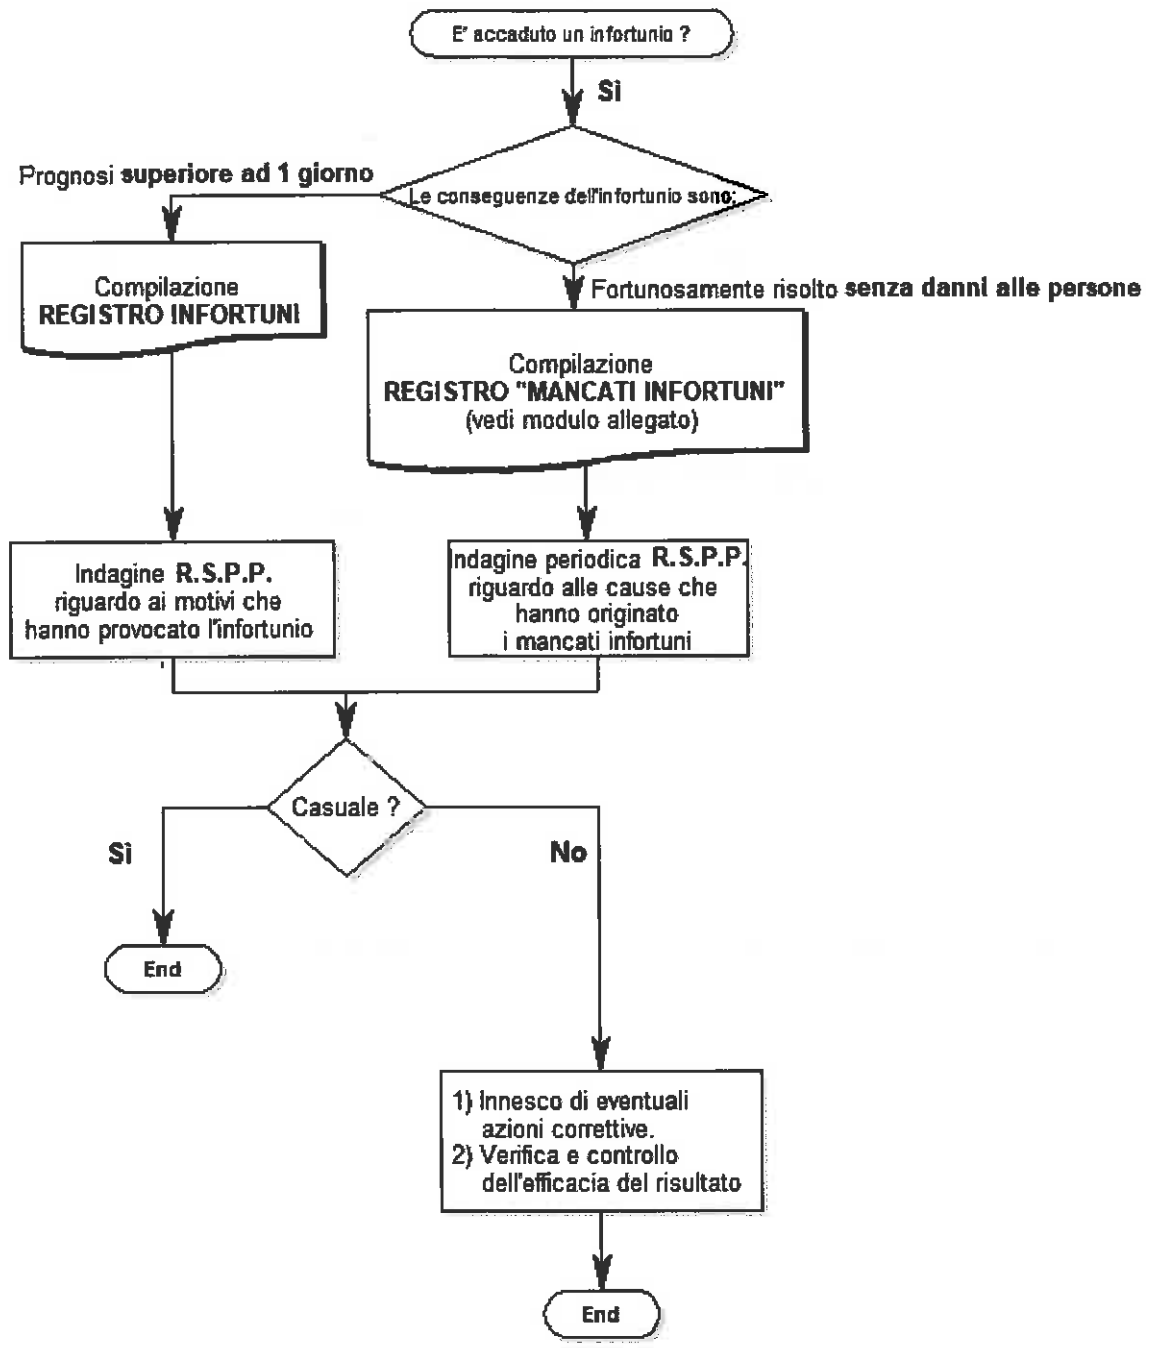 E' accaduto un infortunio ?
Sì
Prognosi superiore ad 1 giorno
Le conseguenze dell'infortunio sono:
Fortunosamente risolto senza danni alle persone
Compilazione
REGISTRO INFORTUNI
Compilazione
REGISTRO "MANCATI INFORTUNI"
(vedi modulo allegato)
Indagine R.S.P.P.
riguardo ai motivi che
hanno provocato l'infortunio
Indagine periodica R.S.P.P.
riguardo alle cause che
hanno originato
i mancati infortuni
Casuale ?
Sì
No
End
1) Innesco di eventuali
azioni correttive.
2) Verifica e controllo
dell'efficacia del risultato
End